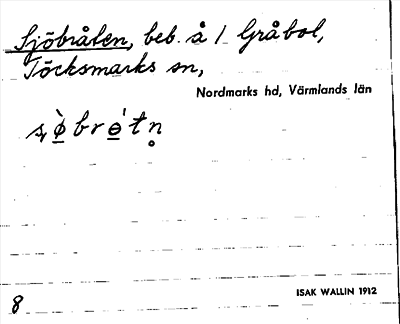 Sjöbråten, beb. å 1 Gråbol,
Töcksmarks sn,
Nordmarks hd, Värmlands län
ISAK WALLIN 1912
8